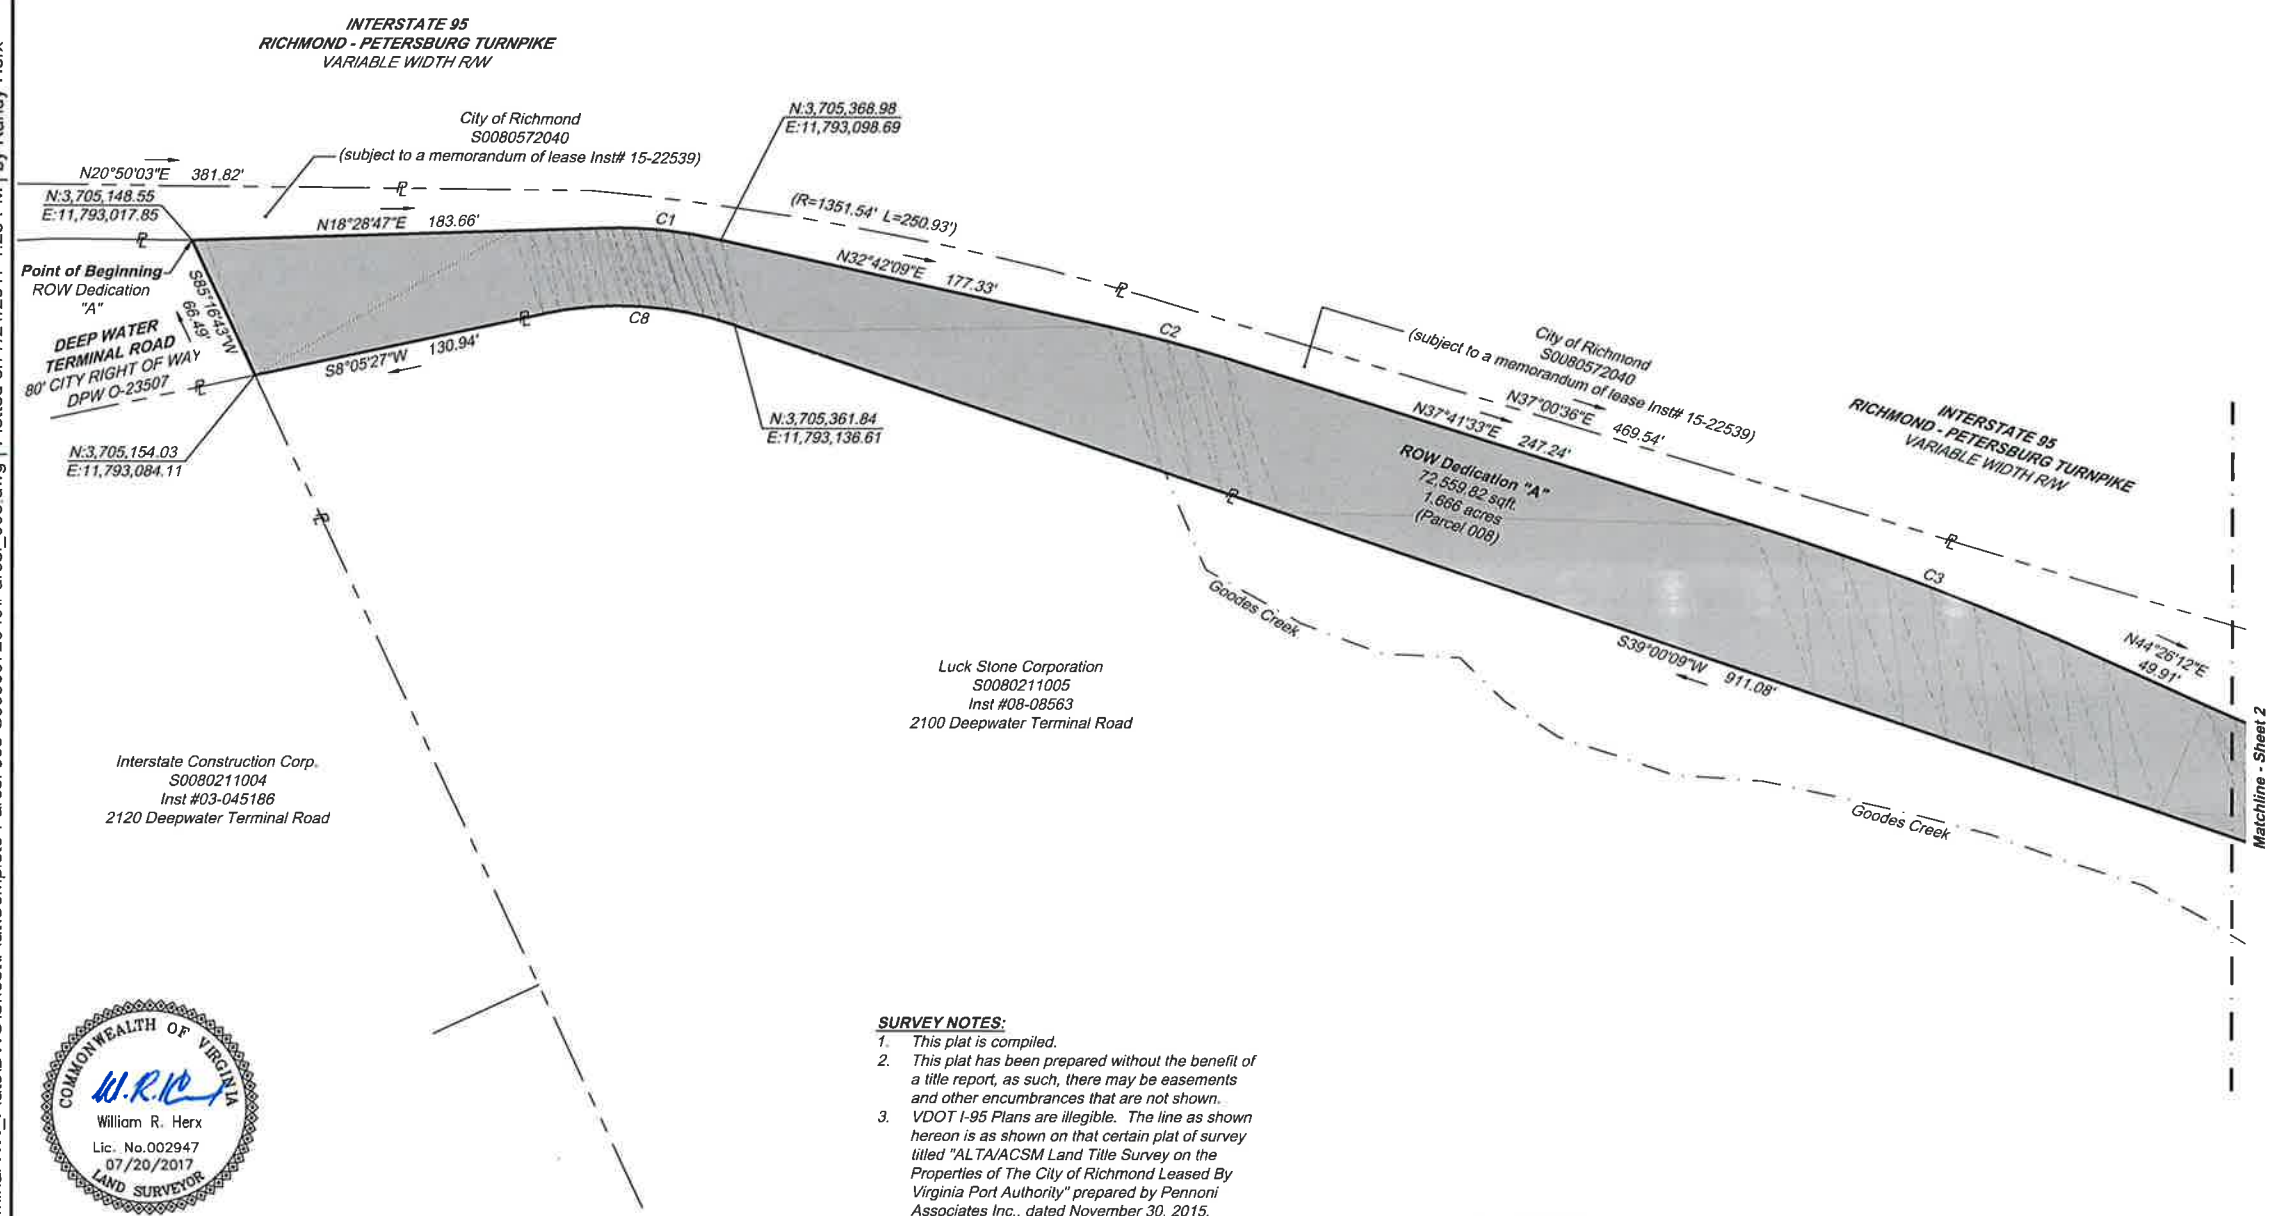 INTERSTATE 95
RICHMOND - PETERSBURG TURNPIKE
VARIABLE WIDTH R/W
City of Richmond
S0080572040
(subject to a memorandum of lease Inst# 15-22539)
N:3,705,368.98
E:11,793,098.69
N20°50'03"E 381.82'
N:3,705,148.55
E:11,793,017.85
N18°28'47"E 183.66'
C1
(R=1351.54' L=250.93')
N32°42'09"E 177.33'
Point of Beginning
ROW Dedication
"A"
S85°16'43"W
66.49'
DEEP WATER
TERMINAL ROAD
80' CITY RIGHT OF WAY
DPW O-23507
S8°05'27"W 130.94'
C8
C2
N:3,705,361.84
E:11,793,136.61
N:3,705,154.03
E:11,793,084.11
City of Richmond
S0080572040
(subject to a memorandum of lease Inst# 15-22539)
N37°00'36"E 469.54'
N37°41'33"E 247.24'
INTERSTATE 95
RICHMOND - PETERSBURG TURNPIKE
VARIABLE WIDTH R/W
ROW Dedication "A"
72,559.82 sqft.
1.666 acres
(Parcel 008)
C3
N44°26'12"E
49.91'
S39°00'09"W 911.08'
Goodes Creek
Goodes Creek
Matchline - Sheet 2
Luck Stone Corporation
S0080211005
Inst #08-08563
2100 Deepwater Terminal Road
Interstate Construction Corp.
S0080211004
Inst #03-045186
2120 Deepwater Terminal Road
COMMONWEALTH OF VIRGINIA
William R. Herx
Lic. No.002947
07/20/2017
LAND SURVEYOR
SURVEY NOTES:
1. This plat is compiled.
2. This plat has been prepared without the benefit of
a title report, as such, there may be easements
and other encumbrances that are not shown.
3. VDOT I-95 Plans are illegible. The line as shown
hereon is as shown on that certain plat of survey
titled "ALTA/ACSM Land Title Survey on the
Properties of The City of Richmond Leased By
Virginia Port Authority" prepared by Pennoni
Associates Inc., dated November 30, 2015.